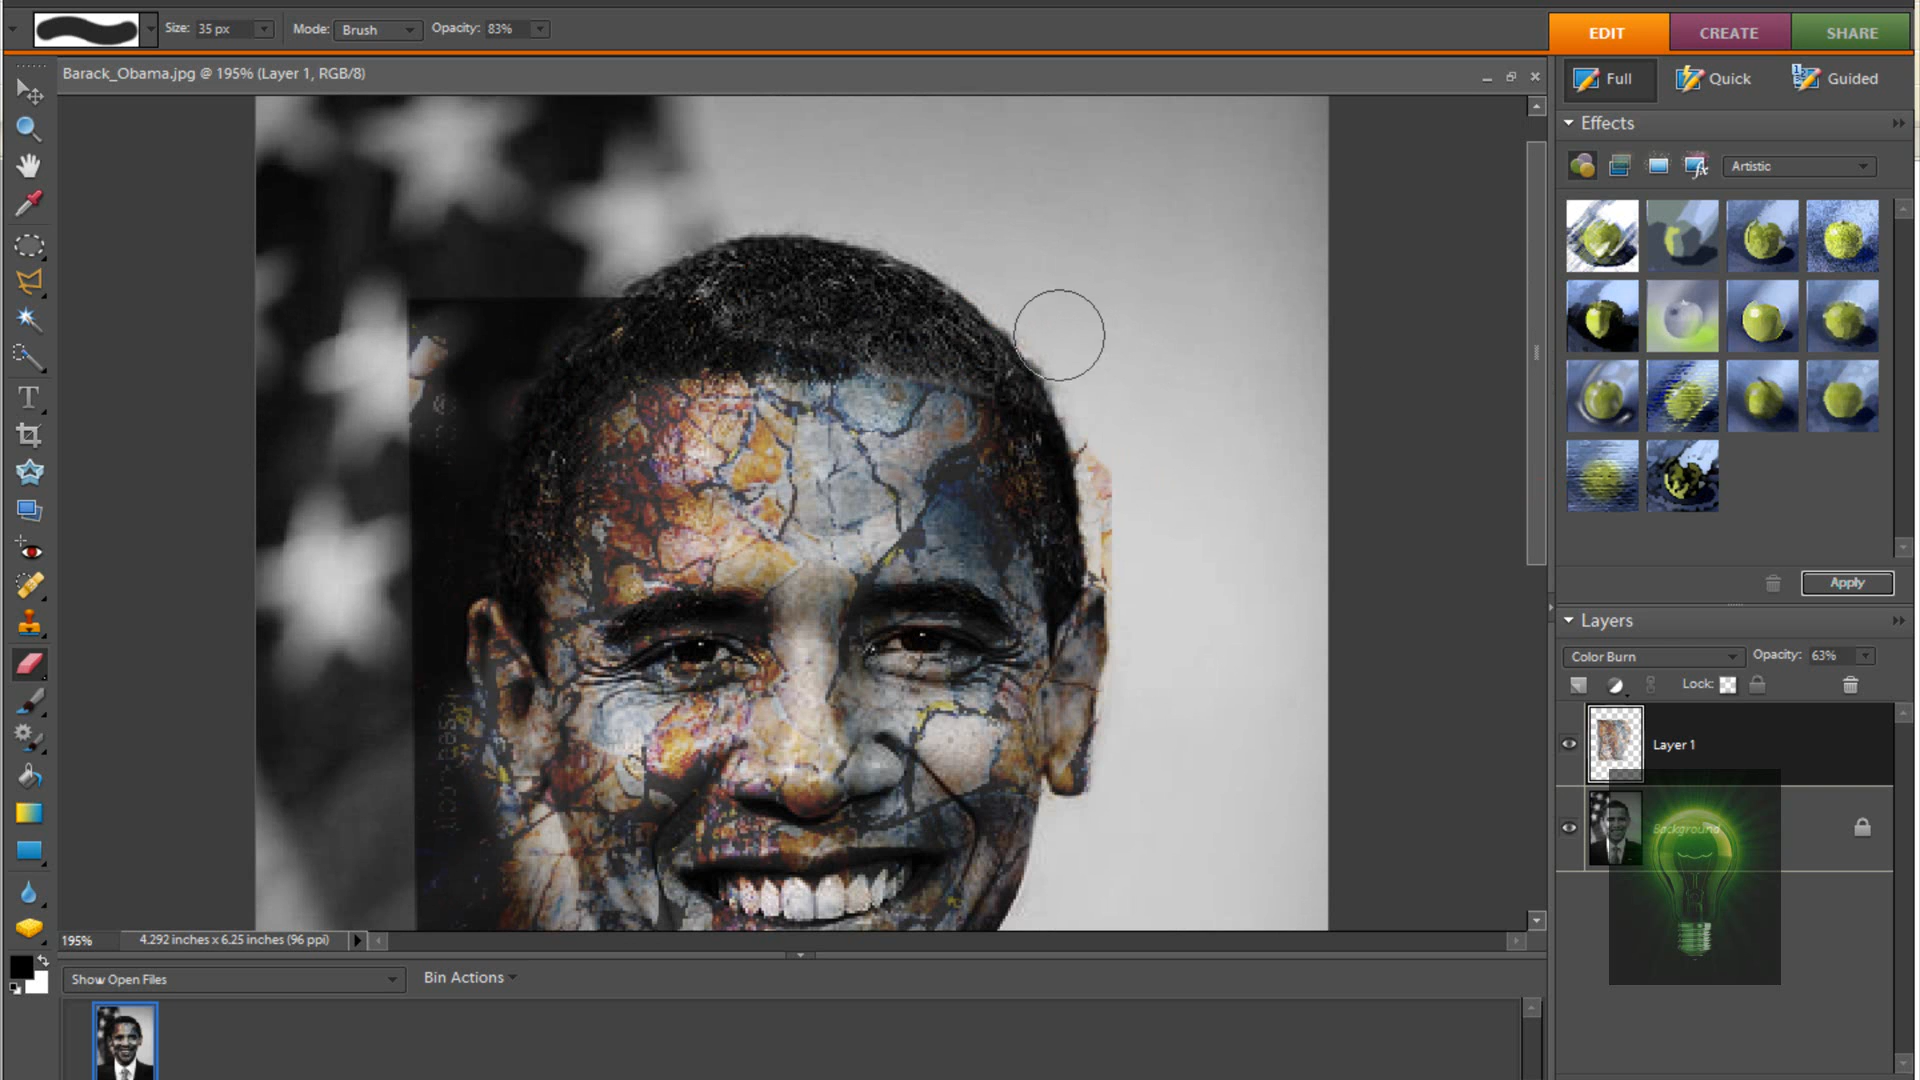 Size: 35 px Mode: Brush Opacity: 83%
EDIT CREATE SHARE
Barack_Obama.jpg @ 195% (Layer 1, RGB/8)
Full Quick Guided
Effects
Artistic
Apply
Layers
Color Burn Opacity: 63%
Lock:
Layer 1
Background
T
195% 4.292 inches x 6.25 inches (96 ppi)
Show Open Files Bin Actions